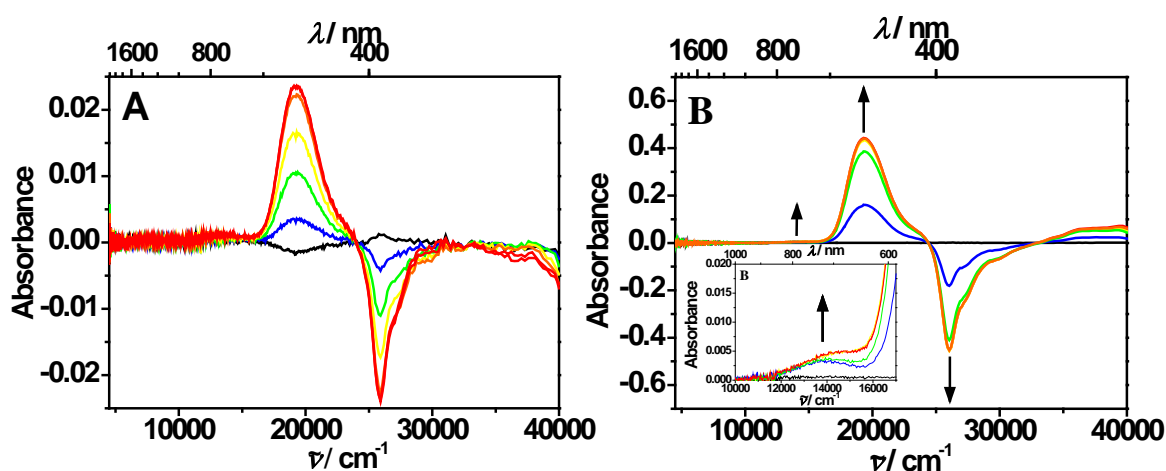 λ/ nm
1600 800 400
A
0.02
0.01
0.00
-0.01
-0.02
Absorbance
10000 20000 30000 40000
ṽ/ cm-1
λ/ nm
1600 800 400
B
0.6
0.4
0.2
0.0
-0.2
-0.4
-0.6
Absorbance
1000 800 λ/ nm 600
B
0.020
0.015
0.010
0.005
0.000
Absorbance
10000 12000 14000 16000
ṽ/ cm-1
10000 20000 30000 40000
ṽ/ cm-1